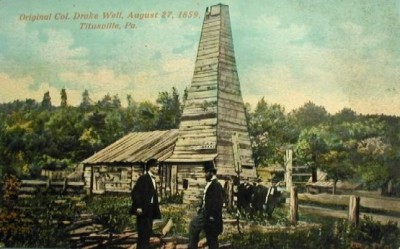 Original Col. Drake Well, August 27, 1859,
Titusville, Pa.